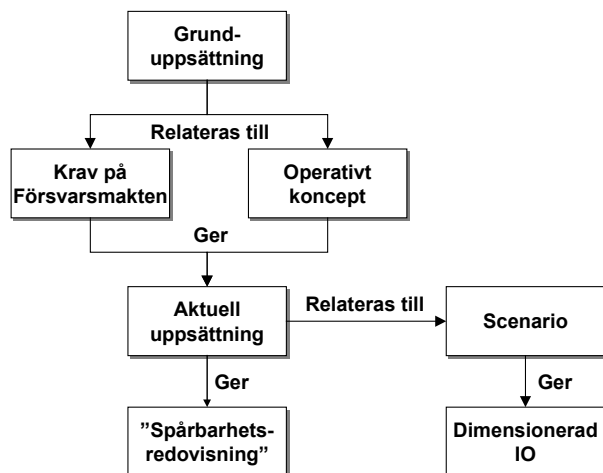 Grund-
uppsättning
Relateras till
Krav på
Försvarsmakten
Operativt
koncept
Ger
Aktuell
uppsättning
Relateras till
Scenario
Ger
Ger
”Spårbarhets-
redovisning”
Dimensionerad
IO